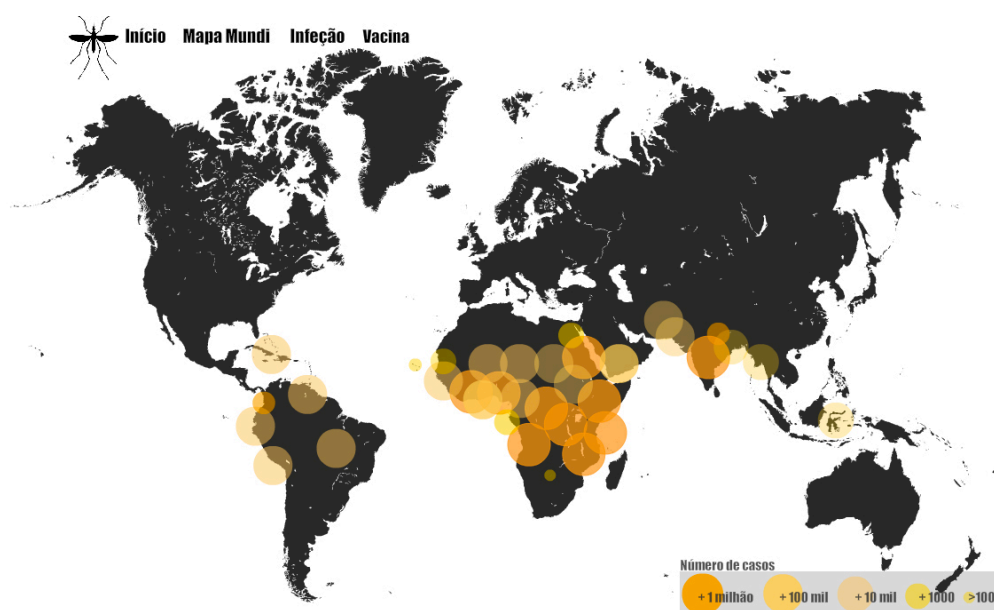 Início Mapa Mundi Infeção Vacina
Número de casos
+ 1 milhão + 100 mil + 10 mil + 1000 >100